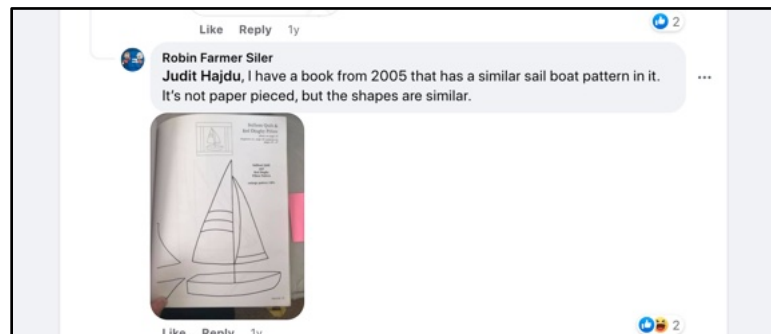 Like Reply 1y
2
Robin Farmer Siler
Judit Hajdu, I have a book from 2005 that has a similar sail boat pattern in it.
It's not paper pieced, but the shapes are similar.
Like Reply 1y
2